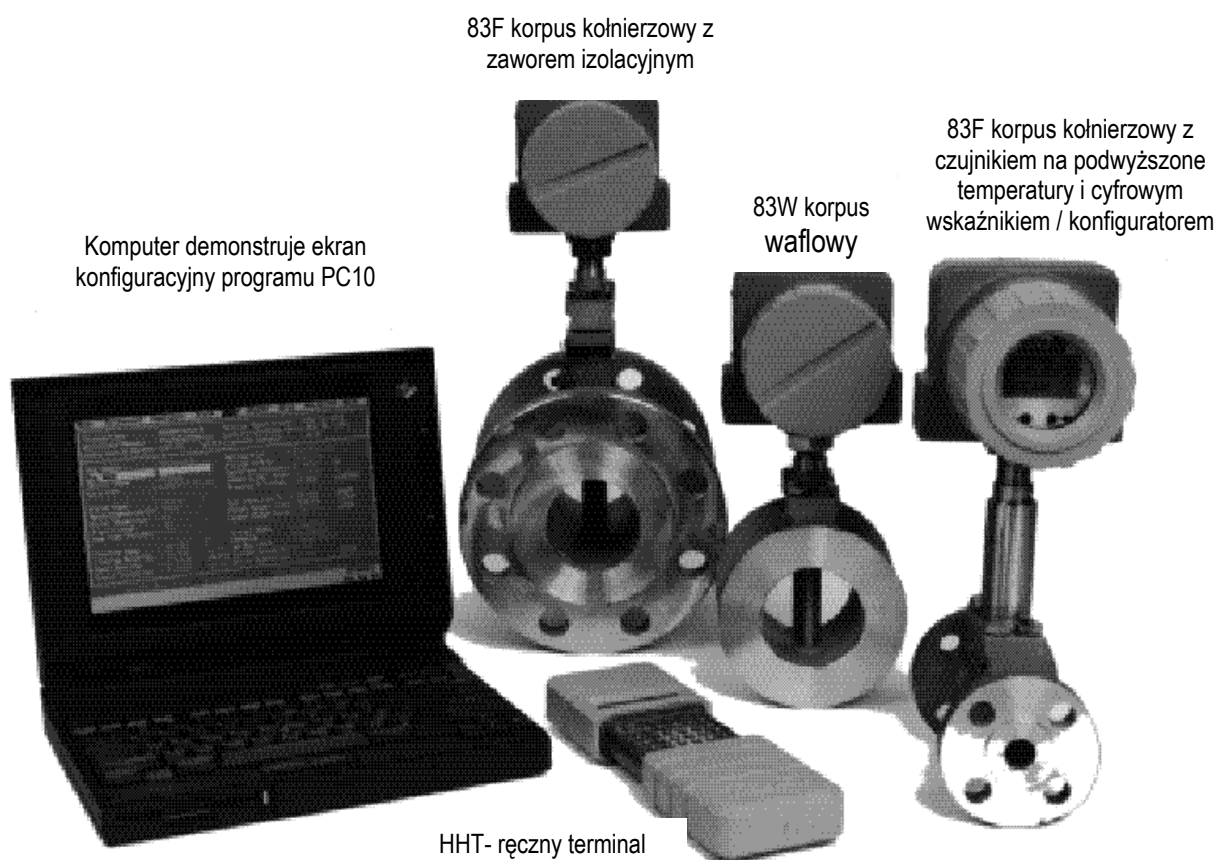 83F korpus kołnierzowy z
zaworem izolacyjnym
83F korpus kołnierzowy z
czujnikiem na podwyższone
temperatury i cyfrowym
wskaźnikiem / konfiguratorem
83W korpus
waflowy
Komputer demonstruje ekran
konfiguracyjny programu PC10
HHT- ręczny terminal